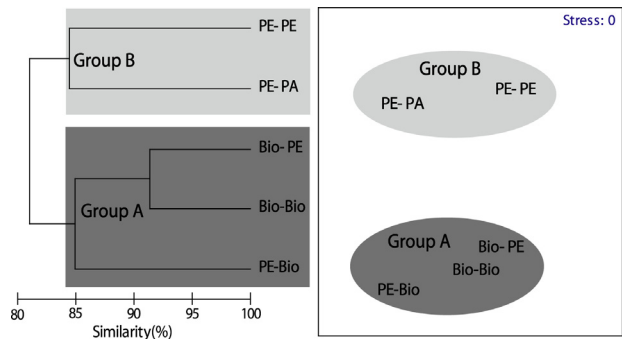 PE- PE
Group B
PE- PA
Bio- PE
Group A
Bio-Bio
PE-Bio
80 85 90 95 100
Similarity(%)
Stress: 0
Group B
PE- PE
PE- PA
Group A
Bio- PE
Bio-Bio
PE-Bio